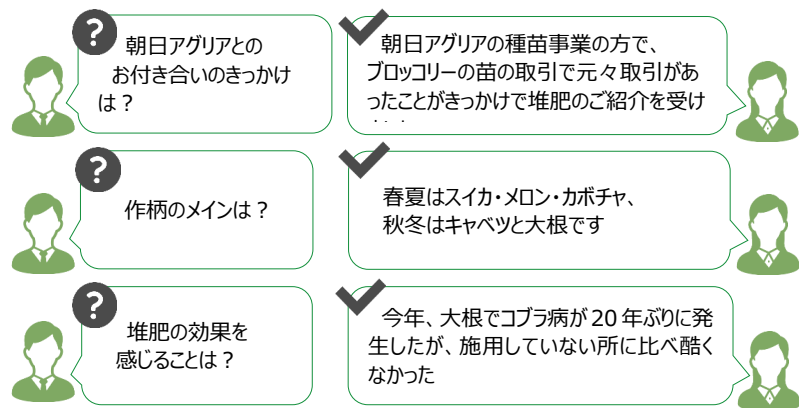 朝日アグリアとの
お付き合いのきっかけ
は？
朝日アグリアの種苗事業の方で、
ブロッコリーの苗の取引で元々取引があ
ったことがきっかけで堆肥のご紹介を受け
作柄のメインは？
春夏はスイカ・メロン・カボチャ、
秋冬はキャベツと大根です
堆肥の効果を
感じることは？
今年、大根でコブラ病が 20 年ぶりに発
生したが、施用していない所に比べ酷く
なかった